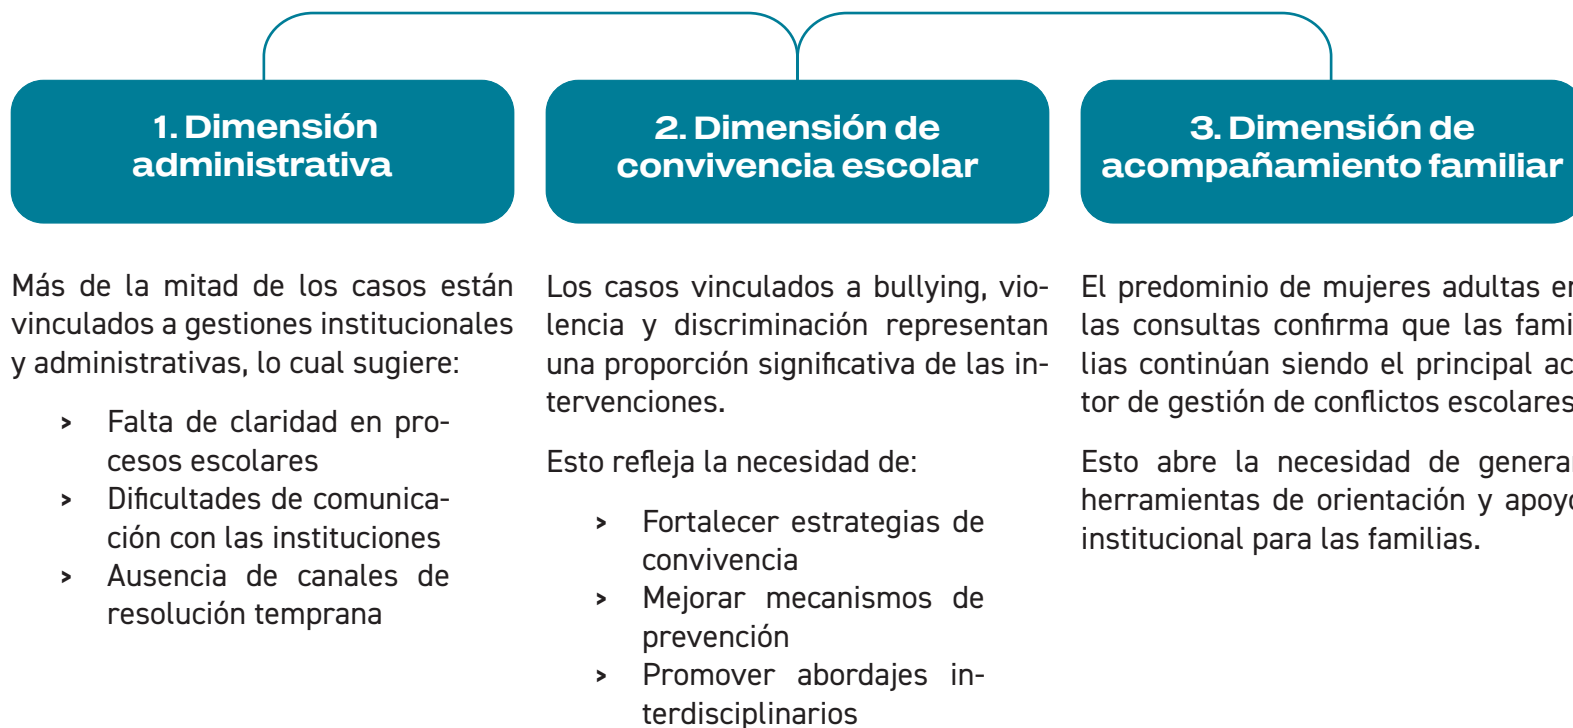 1. Dimensión
administrativa
Más de la mitad de los casos están
vinculados a gestiones institucionales
y administrativas, lo cual sugiere:
> Falta de claridad en pro-
cesos escolares
> Dificultades de comunica-
ción con las instituciones
> Ausencia de canales de
resolución temprana
2. Dimensión de
convivencia escolar
Los casos vinculados a bullying, vio-
lencia y discriminación representan
una proporción significativa de las in-
tervenciones.
Esto refleja la necesidad de:
> Fortalecer estrategias de
convivencia
> Mejorar mecanismos de
prevención
> Promover abordajes in-
terdisciplinarios
3. Dimensión de
acompañamiento familiar
El predominio de mujeres adultas en
las consultas confirma que las fami-
lias continúan siendo el principal ac-
tor de gestión de conflictos escolares
Esto abre la necesidad de generar
herramientas de orientación y apoyo
institucional para las familias.